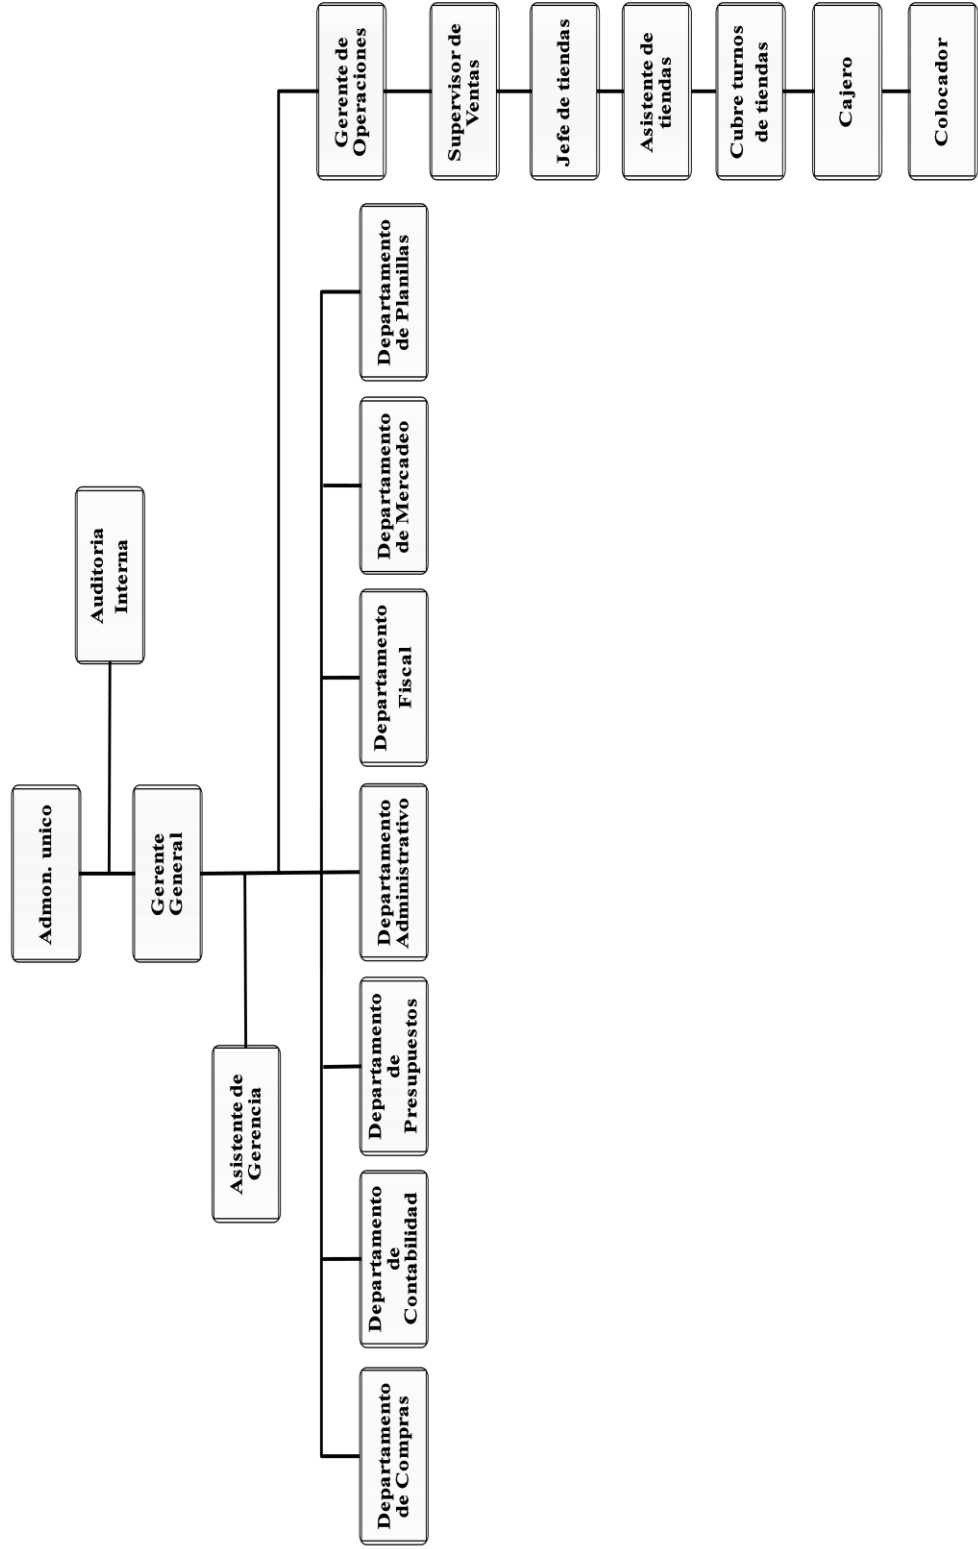 Admon. unico
Auditoria
Interna
Gerente
General
Asistente de
Gerencia
Gerente de
Operaciones
Departamento
de Compras
Departamento
de
Contabilidad
Departamento
de
Presupuestos
Departamento
Administrativo
Departamento
Fiscal
Departamento
de Mercadeo
Departamento
de Planillas
Supervisor de
Ventas
Jefe de tiendas
Asistente de
tiendas
Cubre turnos
de tiendas
Cajero
Colocador